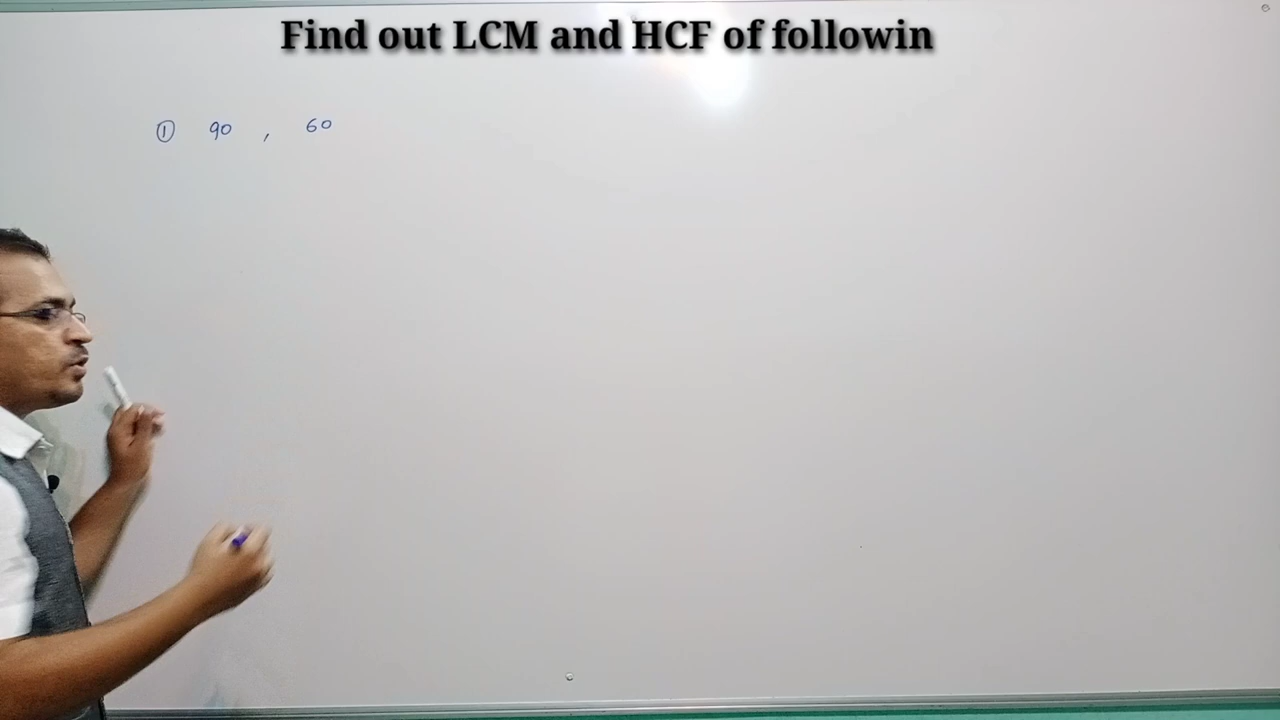 Find out LCM and HCF of followin
① 90 , 60